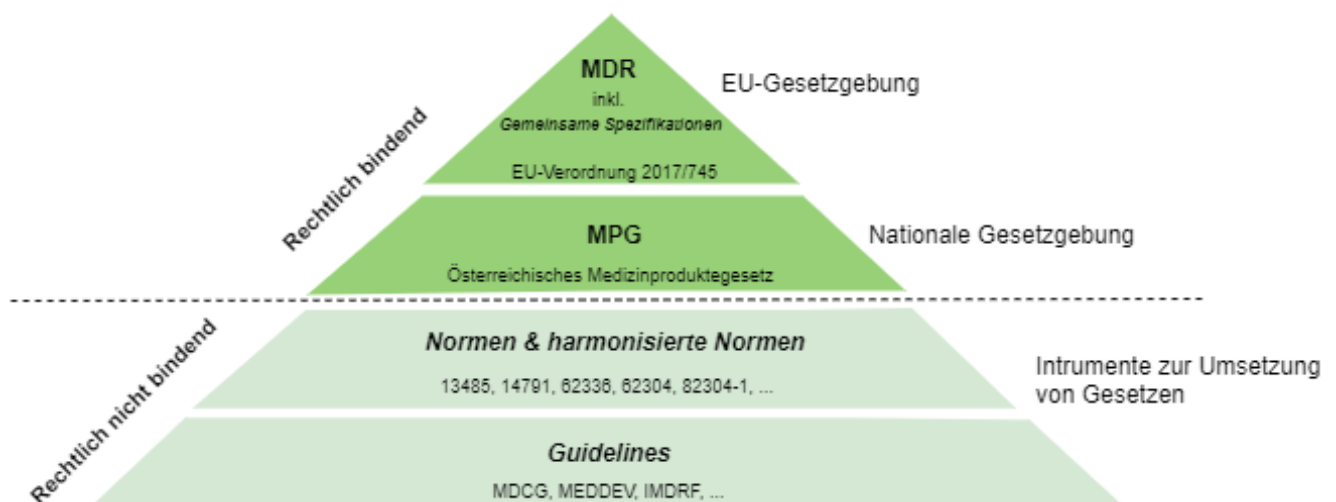 MDR
inkl.
Gemeinsame Spezifikationen
EU-Verordnung 2017/745
EU-Gesetzgebung
Rechtlich bindend
MPG
Österreichisches Medizinproduktegesetz
Nationale Gesetzgebung
Rechtlich nicht bindend
Normen & harmonisierte Normen
13485, 14791, 62336, 62304, 82304-1, ...
Intrumente zur Umsetzung
von Gesetzen
Guidelines
MDCG, MEDDEV, IMDRF, ...